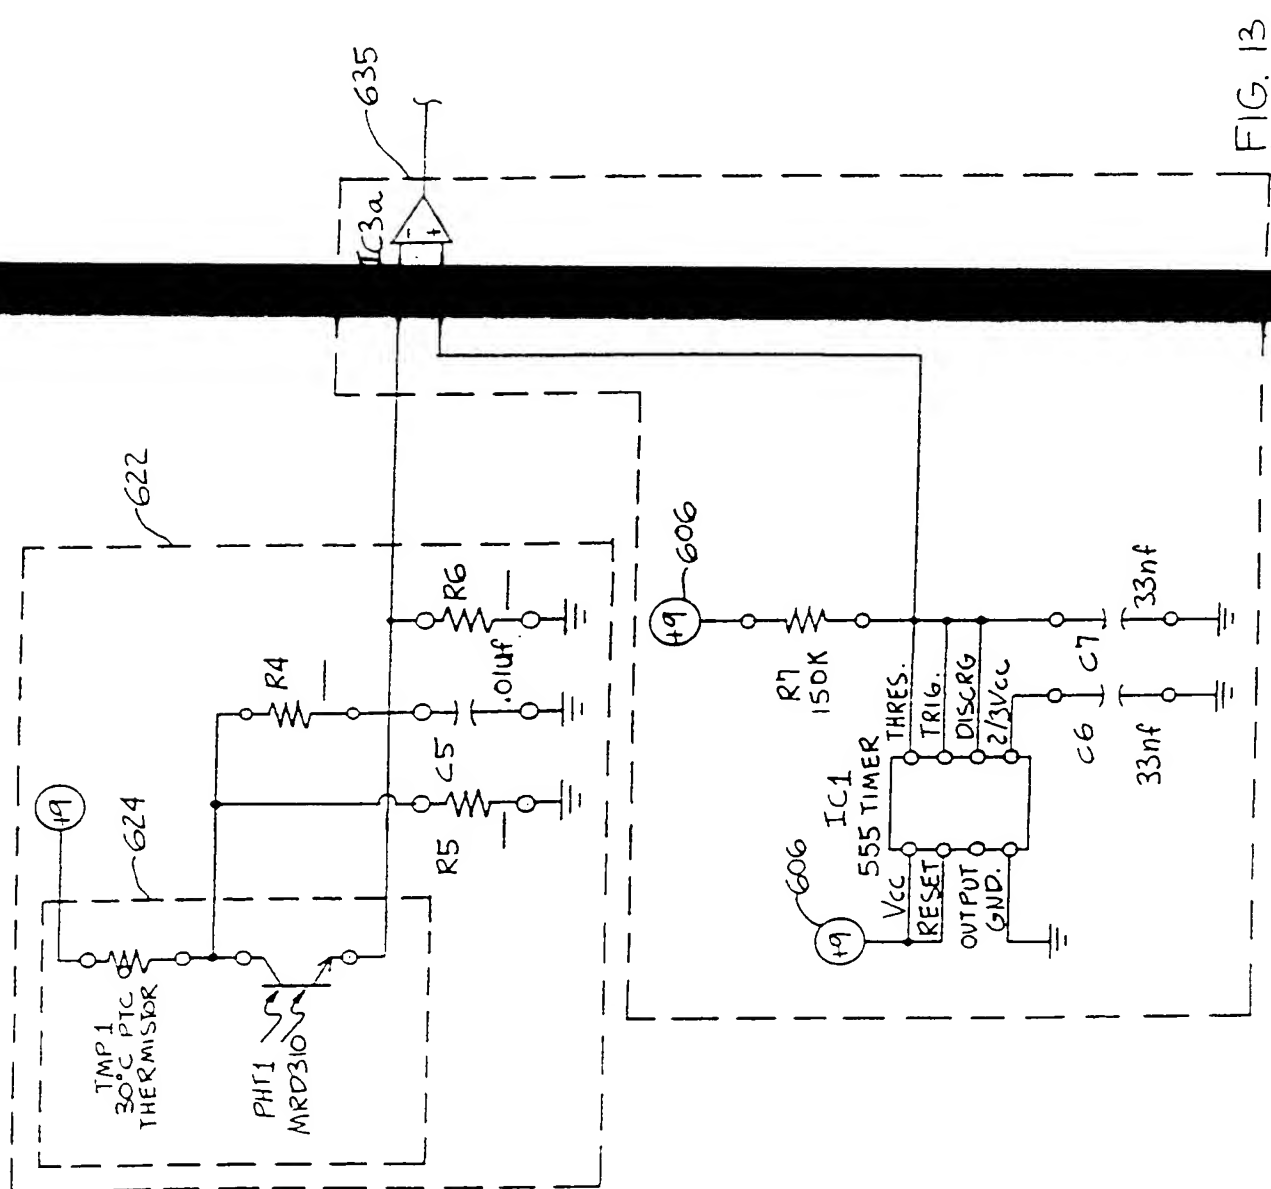 FIG. 13
635
IC3a
-
+
622
606
+9
R6
R4
.01uf
C5
R5
+9
624
TMP1
30°C PTC
THERMISTOR
PHT1
MRD310
R7
150K
THRES.
TRIG.
DISCRG
2/3Vcc
C7
33nf
C6
33nf
IC1
555 TIMER
606
+9
Vcc
RESET
OUTPUT
GND.